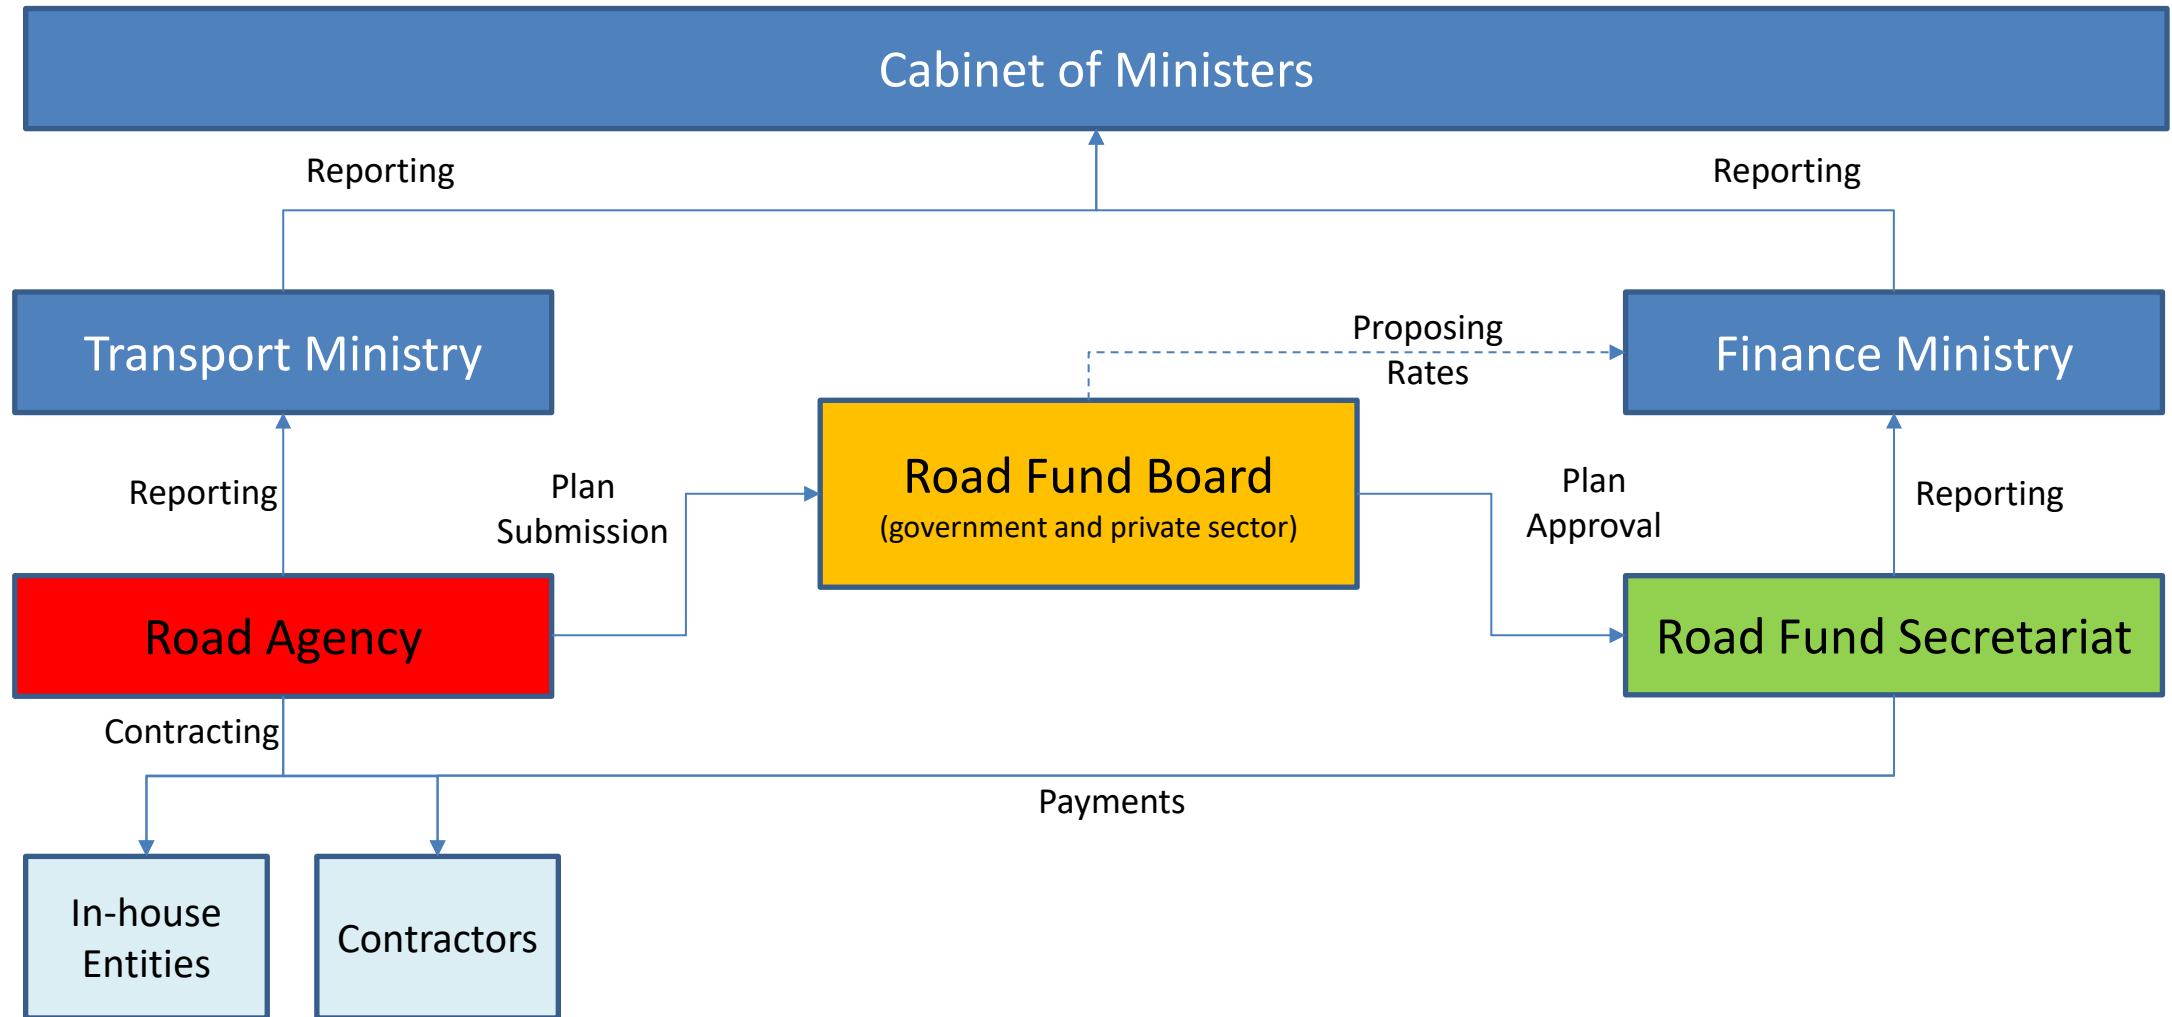 Cabinet of Ministers
Reporting
Reporting
Transport Ministry
Proposing
Rates
Finance Ministry
Reporting
Plan
Submission
Road Fund Board
(government and private sector)
Plan
Approval
Reporting
Road Agency
Road Fund Secretariat
Contracting
Payments
In-house
Entities
Contractors